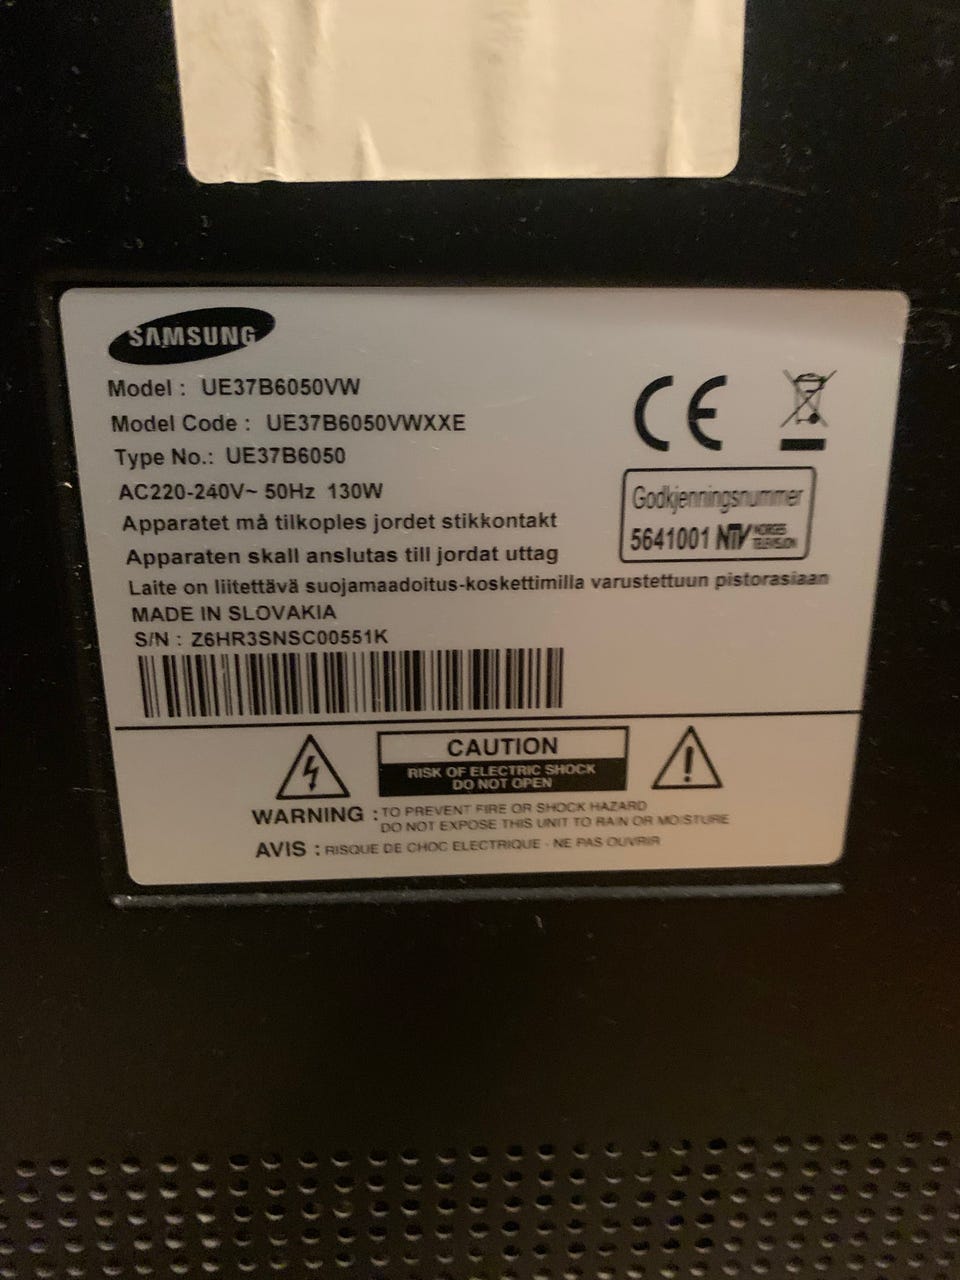 SAMSUNG
Model : UE37B6050VW
Model Code : UE37B6050VWXXE
Type No.: UE37B6050
AC220-240V~ 50Hz 130W
Apparatet må tilkoples jordet stikkontakt
Apparaten skall anslutas till jordat uttag
Laite on liitettävä suojamaadoitus-koskettimilla varustettuun pistorasiaan
MADE IN SLOVAKIA
S/N : Z6HR3SNSC00551K
CE
Godkjenningsnummer
5641001 NTV NORGES
TELEVISION
CAUTION
RISK OF ELECTRIC SHOCK
DO NOT OPEN
WARNING : TO PREVENT FIRE OR SHOCK HAZARD
DO NOT EXPOSE THIS UNIT TO RAIN OR MOISTURE
AVIS : RISQUE DE CHOC ELECTRIQUE - NE PAS OUVRIR